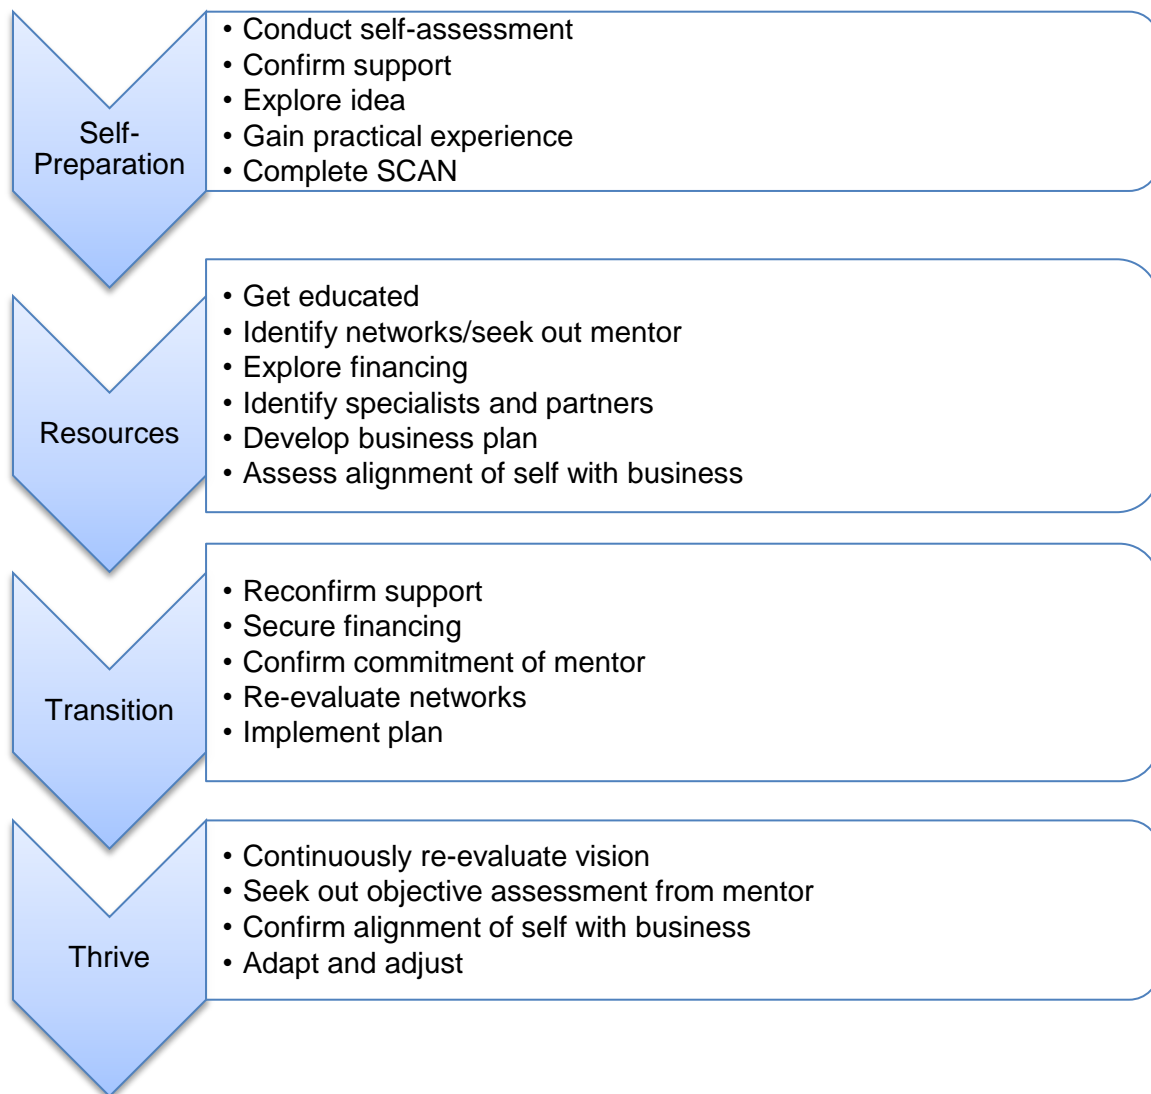 Self-
Preparation
• Conduct self-assessment
• Confirm support
• Explore idea
• Gain practical experience
• Complete SCAN
Resources
• Get educated
• Identify networks/seek out mentor
• Explore financing
• Identify specialists and partners
• Develop business plan
• Assess alignment of self with business
Transition
• Reconfirm support
• Secure financing
• Confirm commitment of mentor
• Re-evaluate networks
• Implement plan
Thrive
• Continuously re-evaluate vision
• Seek out objective assessment from mentor
• Confirm alignment of self with business
• Adapt and adjust